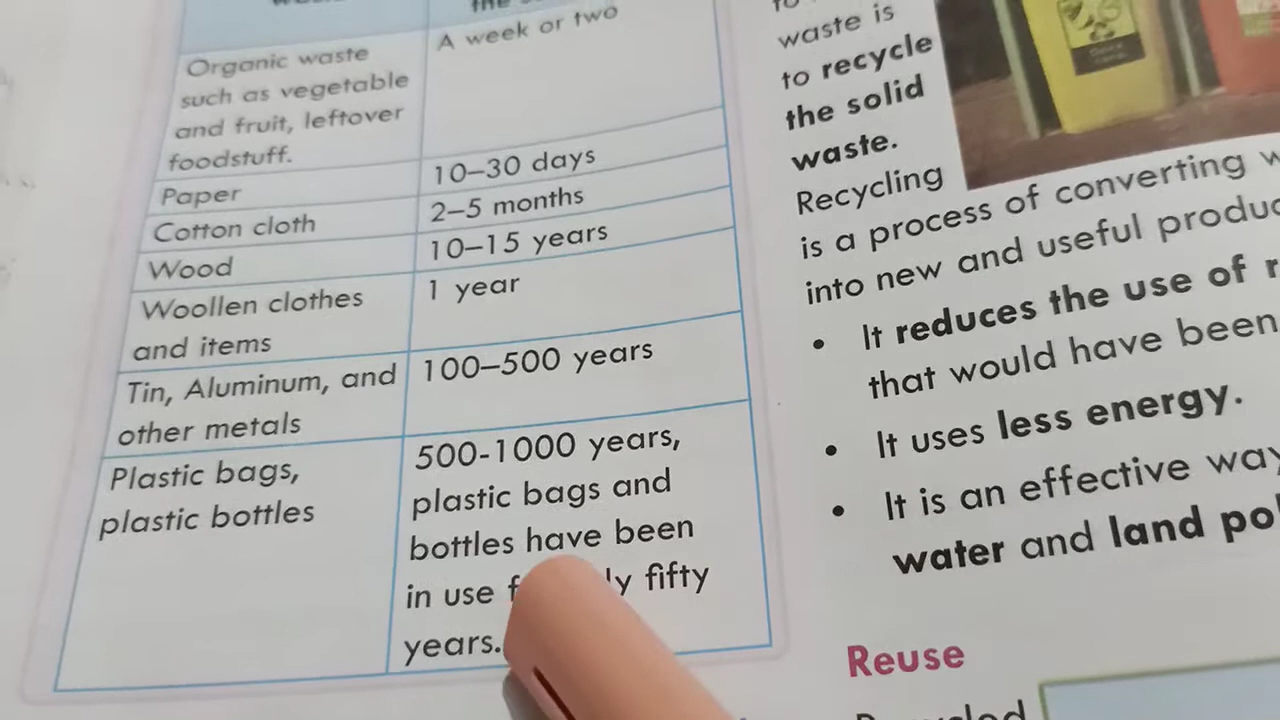 Organic waste
such as vegetable
and fruit, leftover
foodstuff.
A week or two
Paper
10–30 days
Cotton cloth
2–5 months
Wood
10–15 years
Woollen clothes
and items
1 year
Tin, Aluminum, and
other metals
100–500 years
Plastic bags,
plastic bottles
500-1000 years,
plastic bags and
bottles have been
in use fifty
years.
waste is
to recycle
the solid
waste.
Recycling
is a process of converting
into new and useful
It reduces the use of
that would have been
• It uses less energy.
• It is an effective way
water and land
Reuse